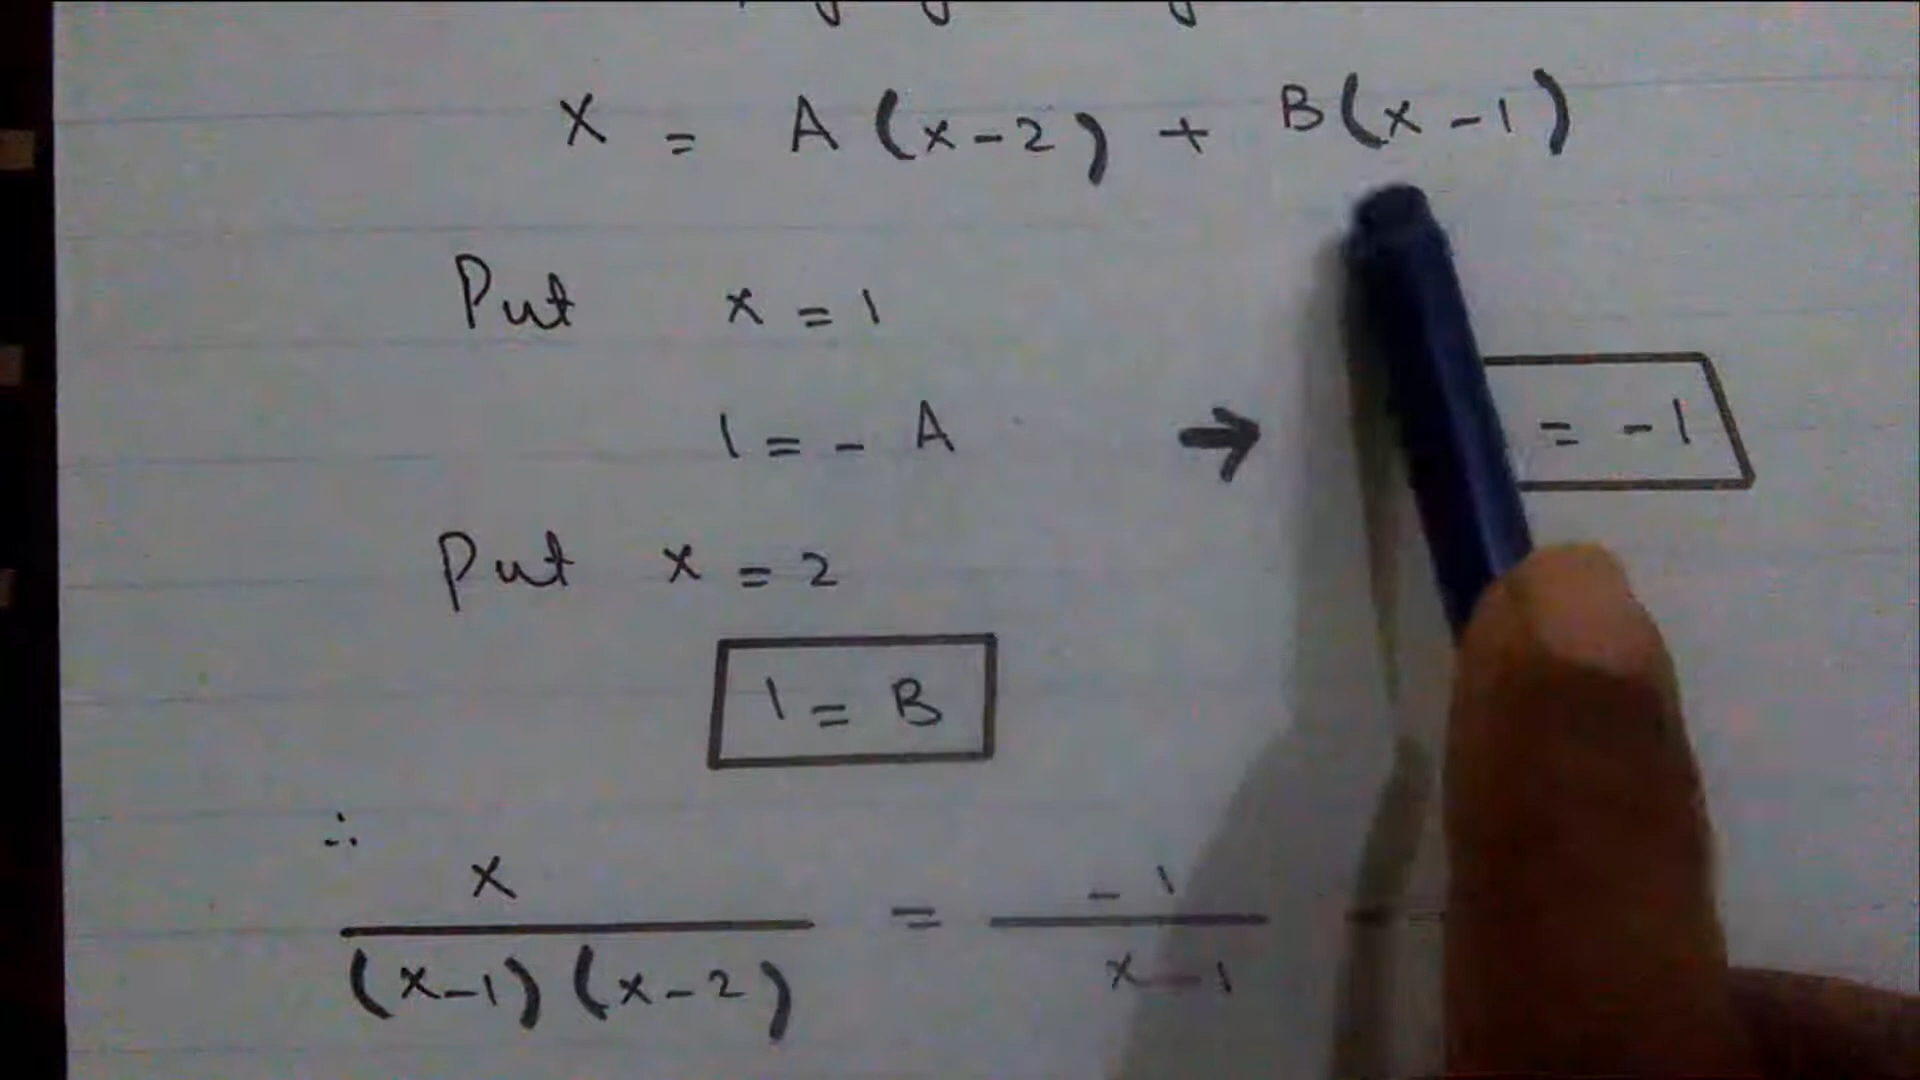 x = A (x-2) + B (x-1)
Put x = 1
1 = - A → = -1
Put x = 2
1 = B
∴
x / (x-1) (x-2) = -1 / x-1